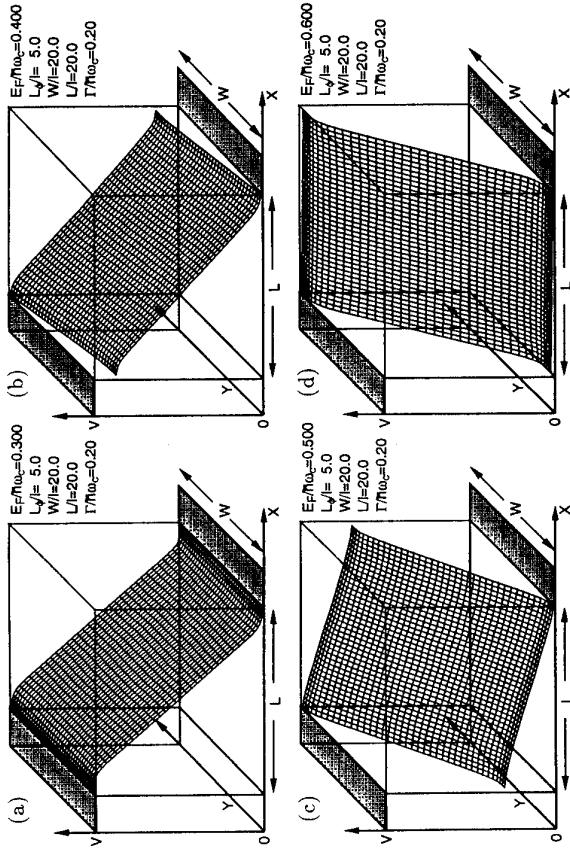 (a)
E_F/ħω_c=0.300
L_φ/l= 5.0
W/l=20.0
L/l=20.0
Γ/ħω_c=0.20
V
Y
0
L
W
X
(b)
E_F/ħω_c=0.400
L_φ/l= 5.0
W/l=20.0
L/l=20.0
Γ/ħω_c=0.20
V
Y
0
L
W
X
(c)
E_F/ħω_c=0.500
L_φ/l= 5.0
W/l=20.0
L/l=20.0
Γ/ħω_c=0.20
V
Y
0
L
W
X
(d)
E_F/ħω_c=0.600
L_φ/l= 5.0
W/l=20.0
L/l=20.0
Γ/ħω_c=0.20
V
Y
0
L
W
X